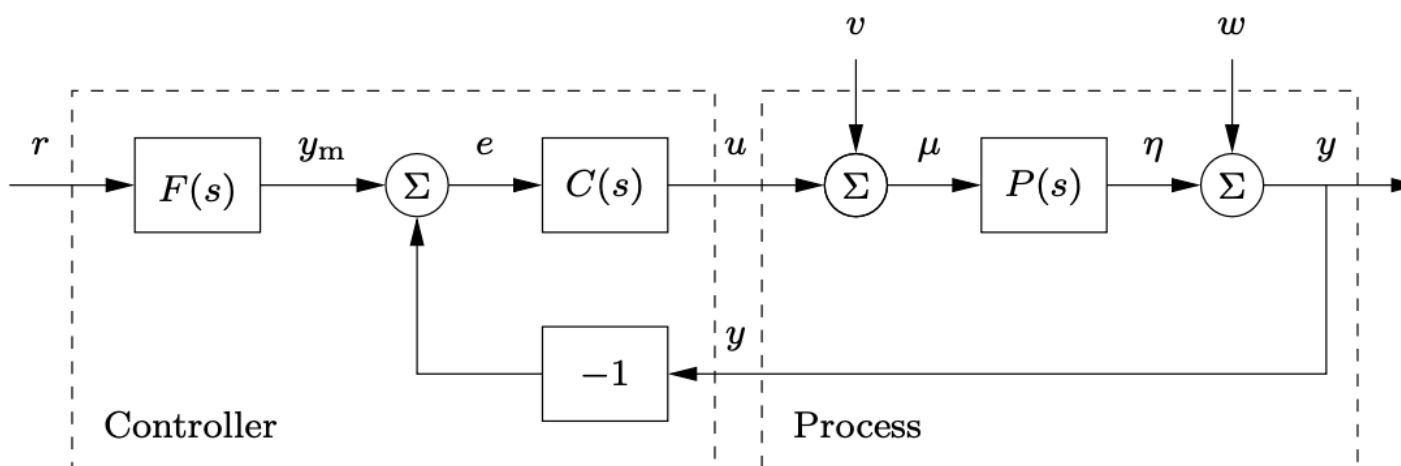 v w
r F(s) y_m Σ e C(s) u Σ μ P(s) η Σ y
−1 y
Controller Process